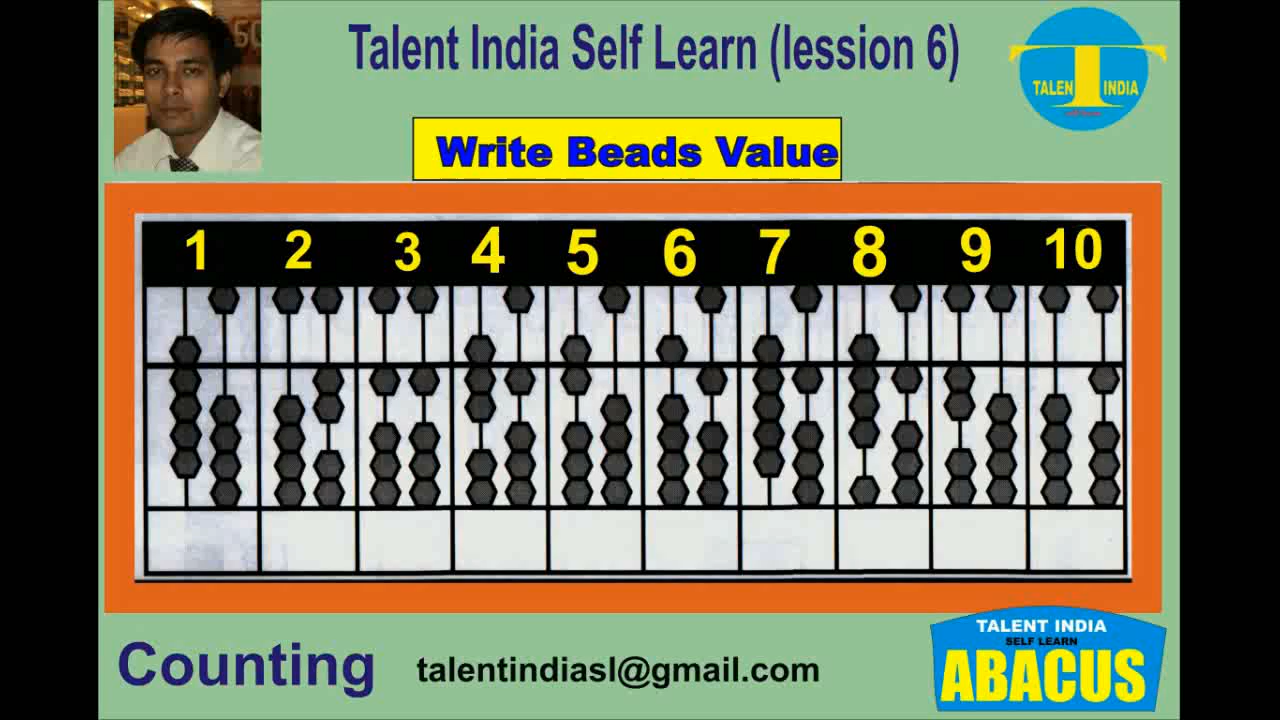 Talent India Self Learn (lession 6)
TALEN T INDIA
Write Beads Value
1 2 3 4 5 6 7 8 9 10
Counting
talentindiasl@gmail.com
TALENT INDIA
SELF LEARN
ABACUS